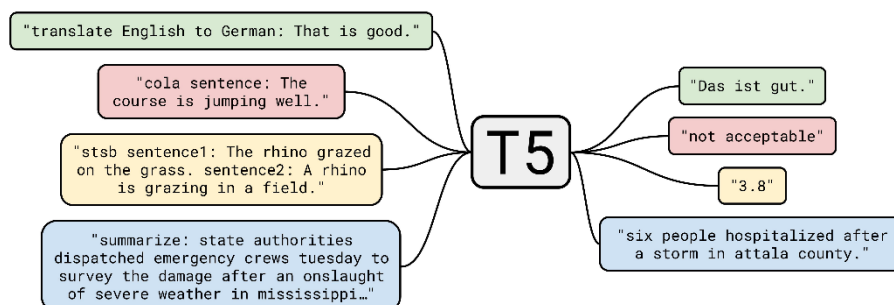 "translate English to German: That is good."
"cola sentence: The
course is jumping well."
"stsb sentence1: The rhino grazed
on the grass. sentence2: A rhino
is grazing in a field."
"summarize: state authorities
dispatched emergency crews tuesday to
survey the damage after an onslaught
of severe weather in mississippi…"
T5
"Das ist gut."
"not acceptable"
"3.8"
"six people hospitalized after
a storm in attala county."